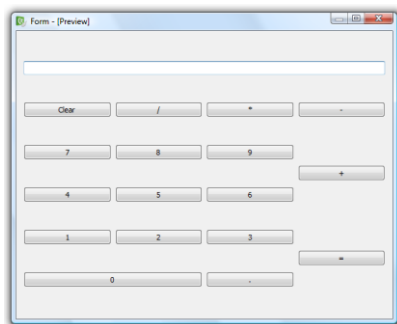 Form - [Preview]
Clear / * -
7 8 9
+
4 5 6
1 2 3
=
0 .